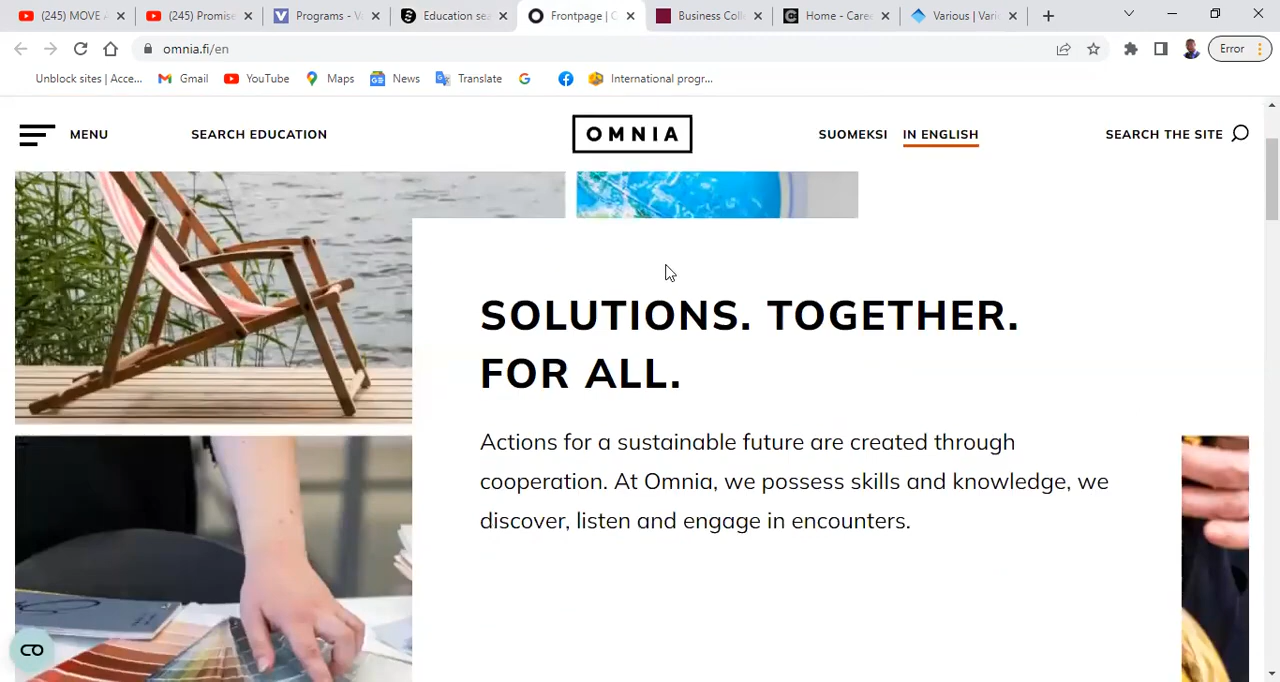 (245) MOVE
(245) Promise
Programs - V
Education sea
Frontpage | O
Business Coll
Home - Caree
Various | Vari
omnia.fi/en
Error
Unblock sites | Acce...
Gmail
YouTube
Maps
News
Translate
International progr...
MENU
SEARCH EDUCATION
OMNIA
SUOMEKSI
IN ENGLISH
SEARCH THE SITE
SOLUTIONS. TOGETHER.
FOR ALL.
Actions for a sustainable future are created through
cooperation. At Omnia, we possess skills and knowledge, we
discover, listen and engage in encounters.